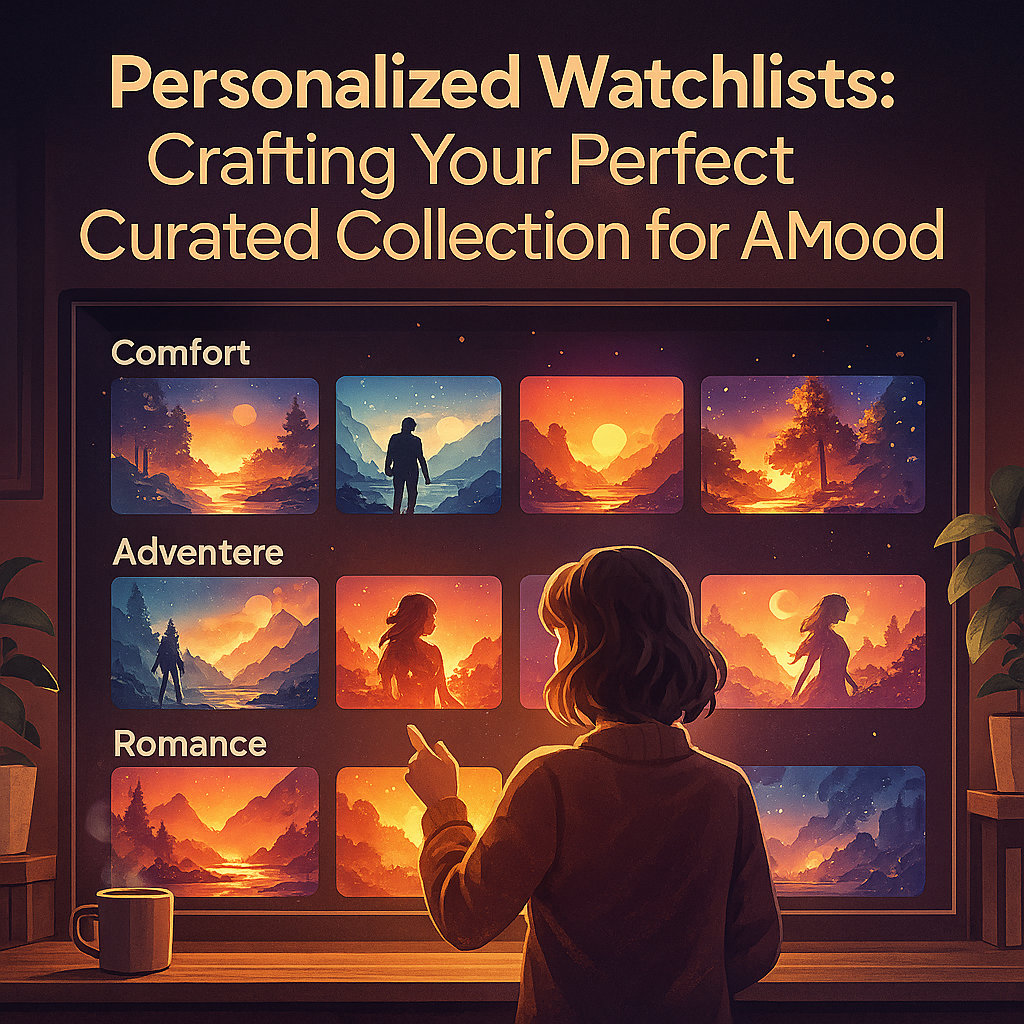 Personalized Watchlists:
Crafting Your Perfect
Curated Collection for AMood
Comfort
Adventere
Romance